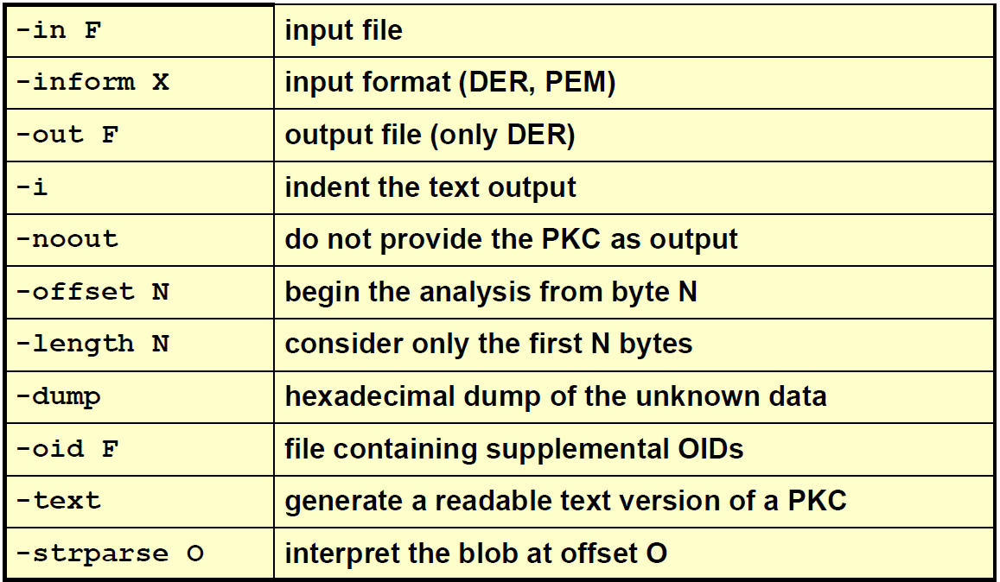 -in F input file
-inform X input format (DER, PEM)
-out F output file (only DER)
-i indent the text output
-noout do not provide the PKC as output
-offset N begin the analysis from byte N
-length N consider only the first N bytes
-dump hexadecimal dump of the unknown data
-oid F file containing supplemental OIDs
-text generate a readable text version of a PKC
-strparse O interpret the blob at offset O